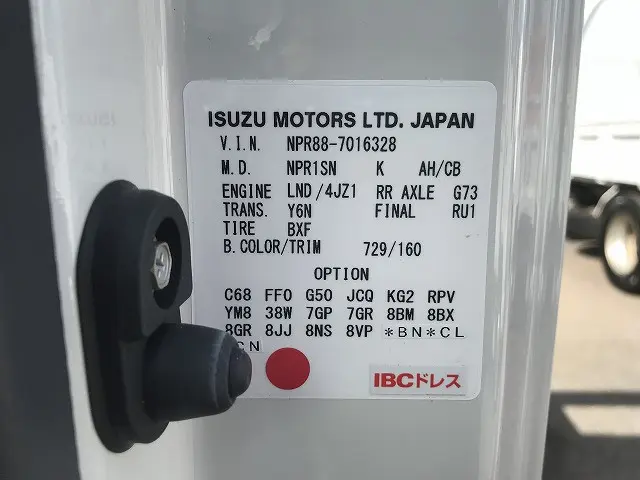 ISUZU MOTORS LTD. JAPAN
V.I.N. NPR88-7016328
M.D. NPR1SN K AH/CB
ENGINE LND/4JZ1 RR AXLE G73
TRANS. Y6N FINAL RU1
TIRE BXF
B.COLOR/TRIM 729/160
OPTION
C68 FF0 G50 JCQ KG2 RPV
YM8 38W 7GP 7GR 8BM 8BX
8GR 8JJ 8NS 8VP *BN*CL
CN
IBCドレス